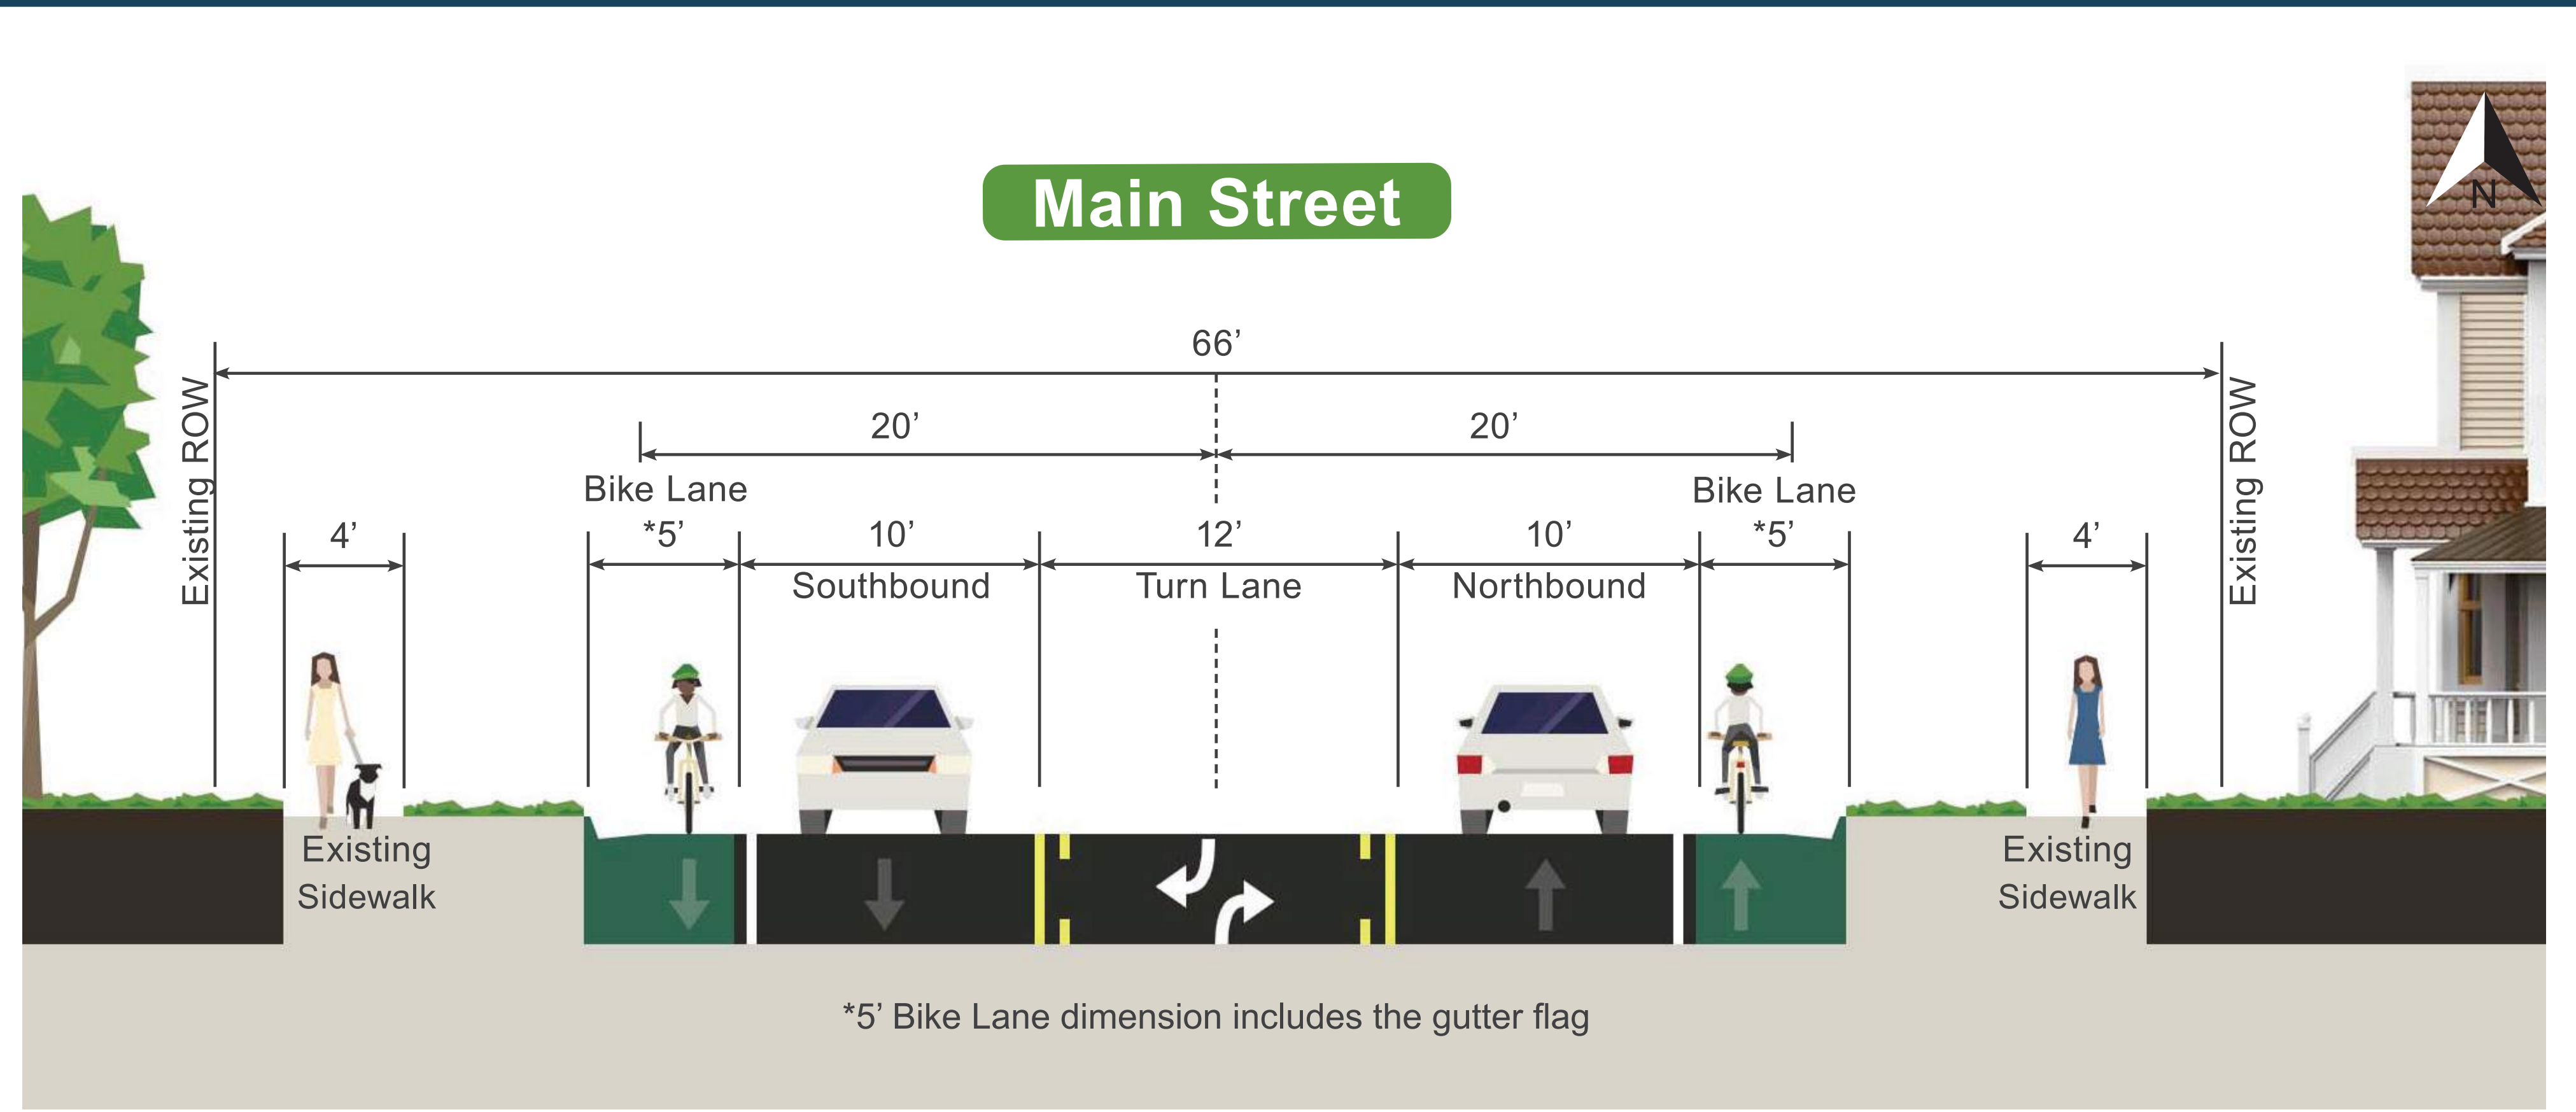 N
Main Street
66’
20’
20’
Existing ROW
Existing ROW
Bike Lane
Bike Lane
4’
*5’
10’
12’
10’
*5’
4’
Southbound
Turn Lane
Northbound
Existing
Sidewalk
Existing
Sidewalk
*5’ Bike Lane dimension includes the gutter flag